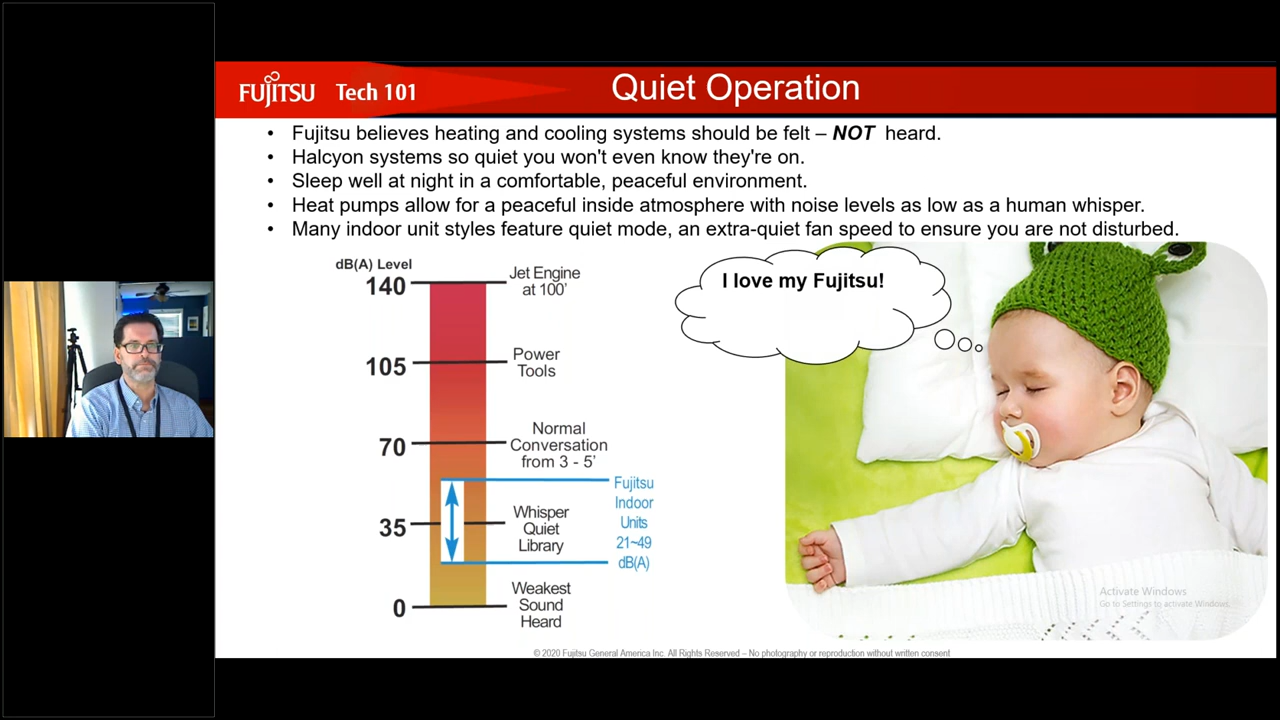 FUJITSU Tech 101
Quiet Operation
• Fujitsu believes heating and cooling systems should be felt – NOT heard.
• Halcyon systems so quiet you won't even know they're on.
• Sleep well at night in a comfortable, peaceful environment.
• Heat pumps allow for a peaceful inside atmosphere with noise levels as low as a human whisper.
• Many indoor unit styles feature quiet mode, an extra-quiet fan speed to ensure you are not disturbed.
dB(A) Level
140
Jet Engine
at 100'
105
Power
Tools
70
Normal
Conversation
from 3 - 5'
35
Whisper
Quiet
Library
0
Weakest
Sound
Heard
Fujitsu
Indoor
Units
21~49
dB(A)
I love my Fujitsu!
Activate Windows
Go to Settings to activate Windows.
© 2020 Fujitsu General America Inc. All Rights Reserved – No photography or reproduction without written consent